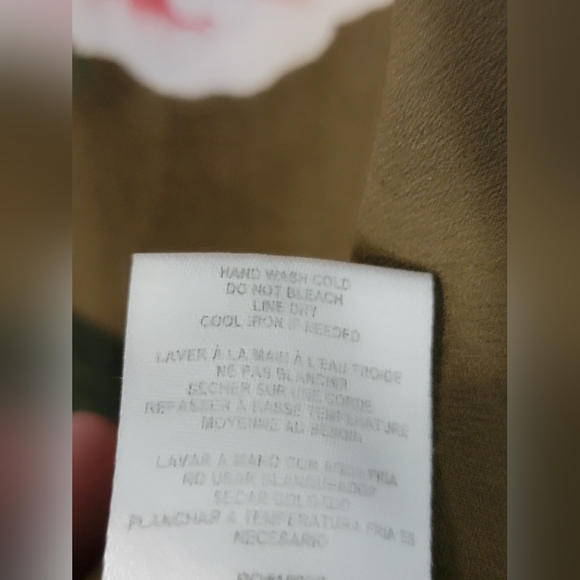 HAND WASH COLD
DO NOT BLEACH
LINE DRY
COOL IRON IF NEEDED
LAVER À LA MAIN À L'EAU FROIDE
NE PAS BLANCHIR
SÉCHER SUR UNE CORDE
REPASSER À BASSE TEMPERATURE
MOYENNE AU BESOIN
LAVAR A MANO CON AGUA FRIA
NO USAR BLANQUEADOR
SECAR COLGADO
PLANCHAR A TEMPERATURA FRIA ES
NECESARIO